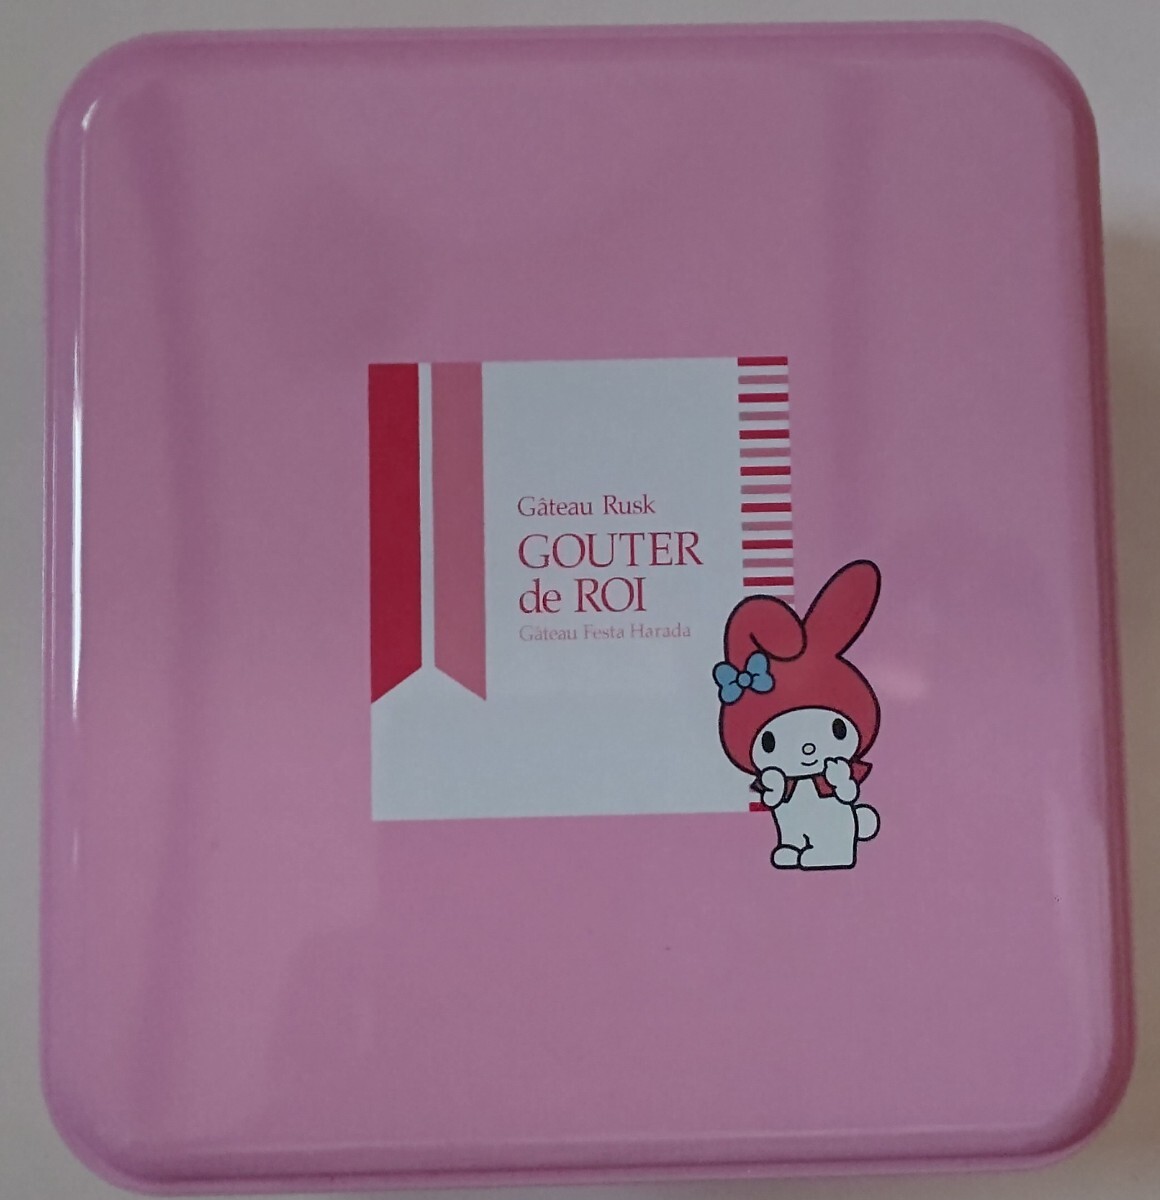 Gâteau Rusk
GOUTER
de ROI
Gâteau Festa Harada